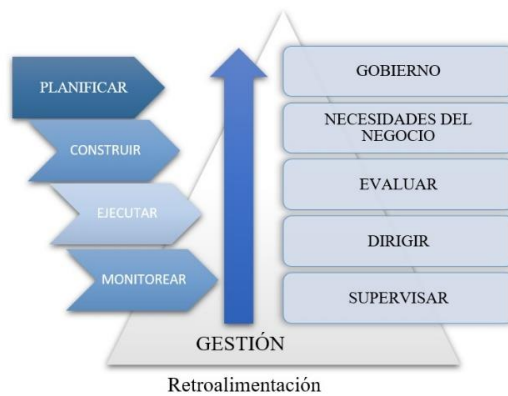 PLANIFICAR
CONSTRUIR
EJECUTAR
MONITOREAR
GOBIERNO
NECESIDADES DEL
NEGOCIO
EVALUAR
DIRIGIR
SUPERVISAR
GESTIÓN
Retroalimentación